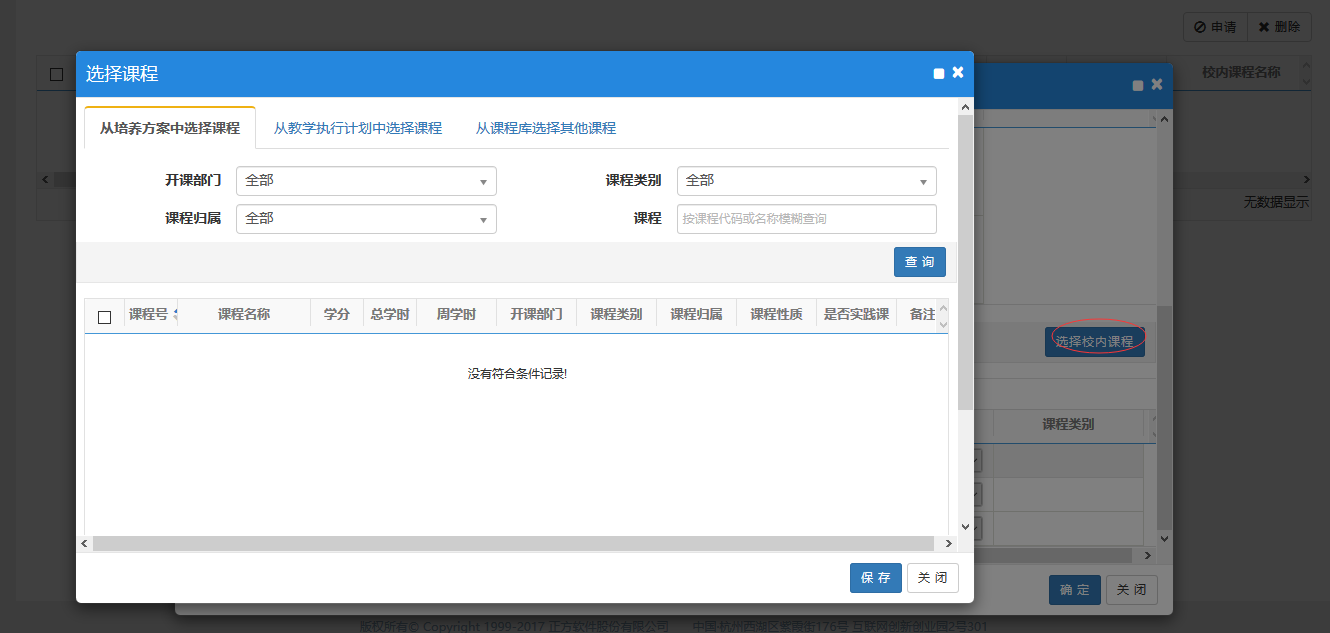 申请 删除
选择课程
校内课程名称
从培养方案中选择课程 从教学执行计划中选择课程 从课程库选择其他课程
开课部门 全部 课程类别 全部
无数据显示
课程归属 全部 课程 按课程代码或名称模糊查询
查 询
课程号 课程名称 学分 总学时 周学时 开课部门 课程类别 课程归属 课程性质 是否实践课 备注
选择校内课程
没有符合条件记录!
课程类别
保 存 关 闭
确 定 关 闭
版权所有© Copyright 1999-2017 正方软件股份有限公司 中国·杭州西湖区紫霞街176号 互联网创新创业园2号301